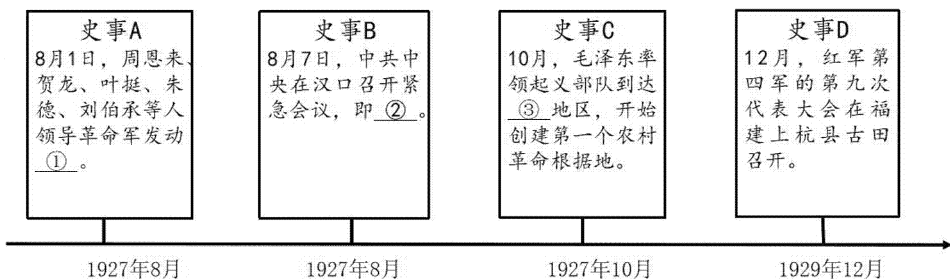 史事A
8月1日，周恩来、
贺龙、叶挺、朱
德、刘伯承等人
领导革命军发动
①。
史事B
8月7日，中共中
央在汉口召开紧
急会议，即②。
史事C
10月，毛泽东率
领起义部队到达
③地区，开始
创建第一个农村
革命根据地。
史事D
12月，红军第
四军的第九次
代表大会在福
建上杭县古田
召开。
1927年8月
1927年8月
1927年10月
1929年12月